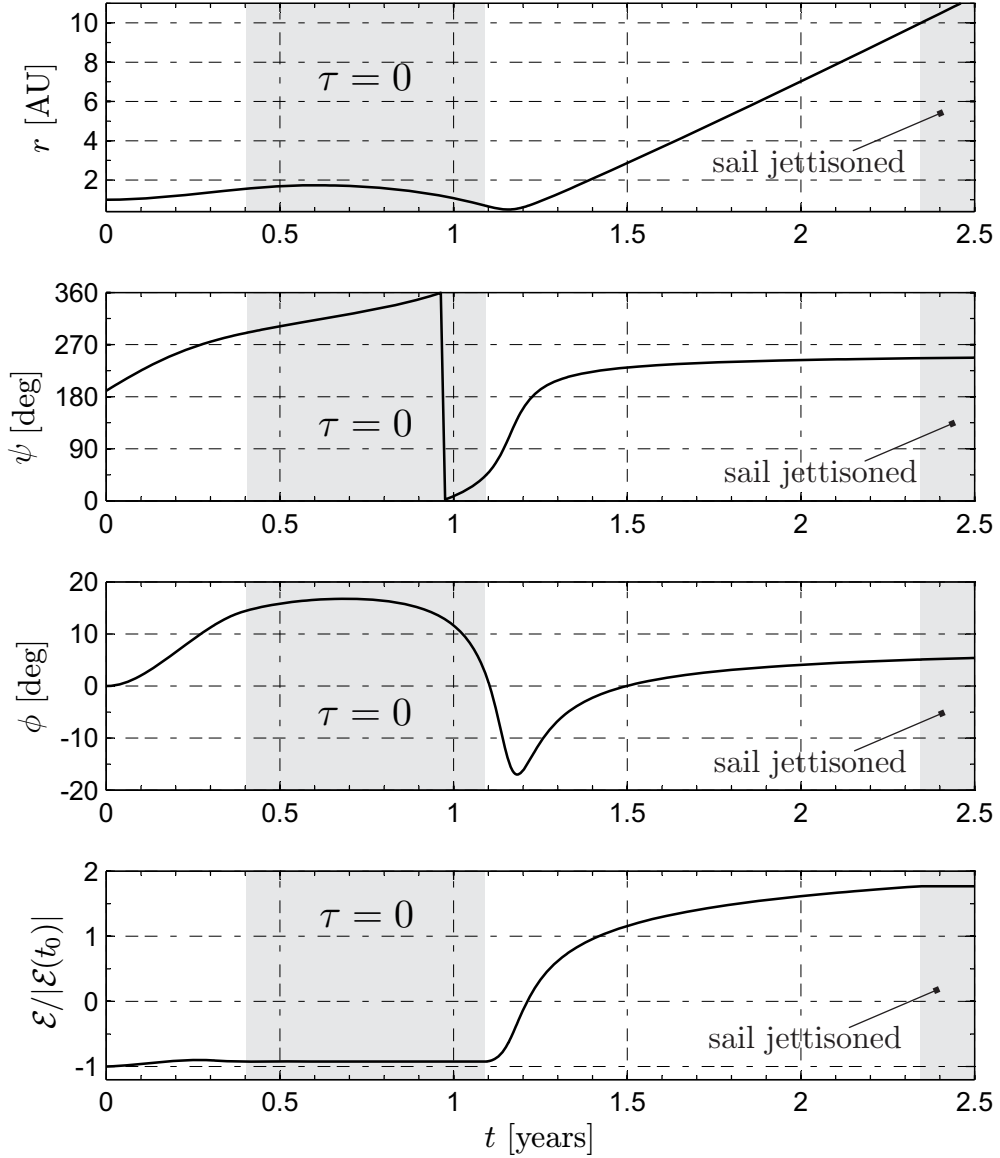 10
8
6
4
2
r [AU]
τ = 0
sail jettisoned
0 0.5 1 1.5 2 2.5
360
270
180
90
0
ψ [deg]
τ = 0
sail jettisoned
0 0.5 1 1.5 2 2.5
20
10
0
-10
-20
ϕ [deg]
τ = 0
sail jettisoned
0 0.5 1 1.5 2 2.5
2
1
0
-1
ℰ/|ℰ(t₀)|
τ = 0
sail jettisoned
0 0.5 1 1.5 2 2.5
t [years]